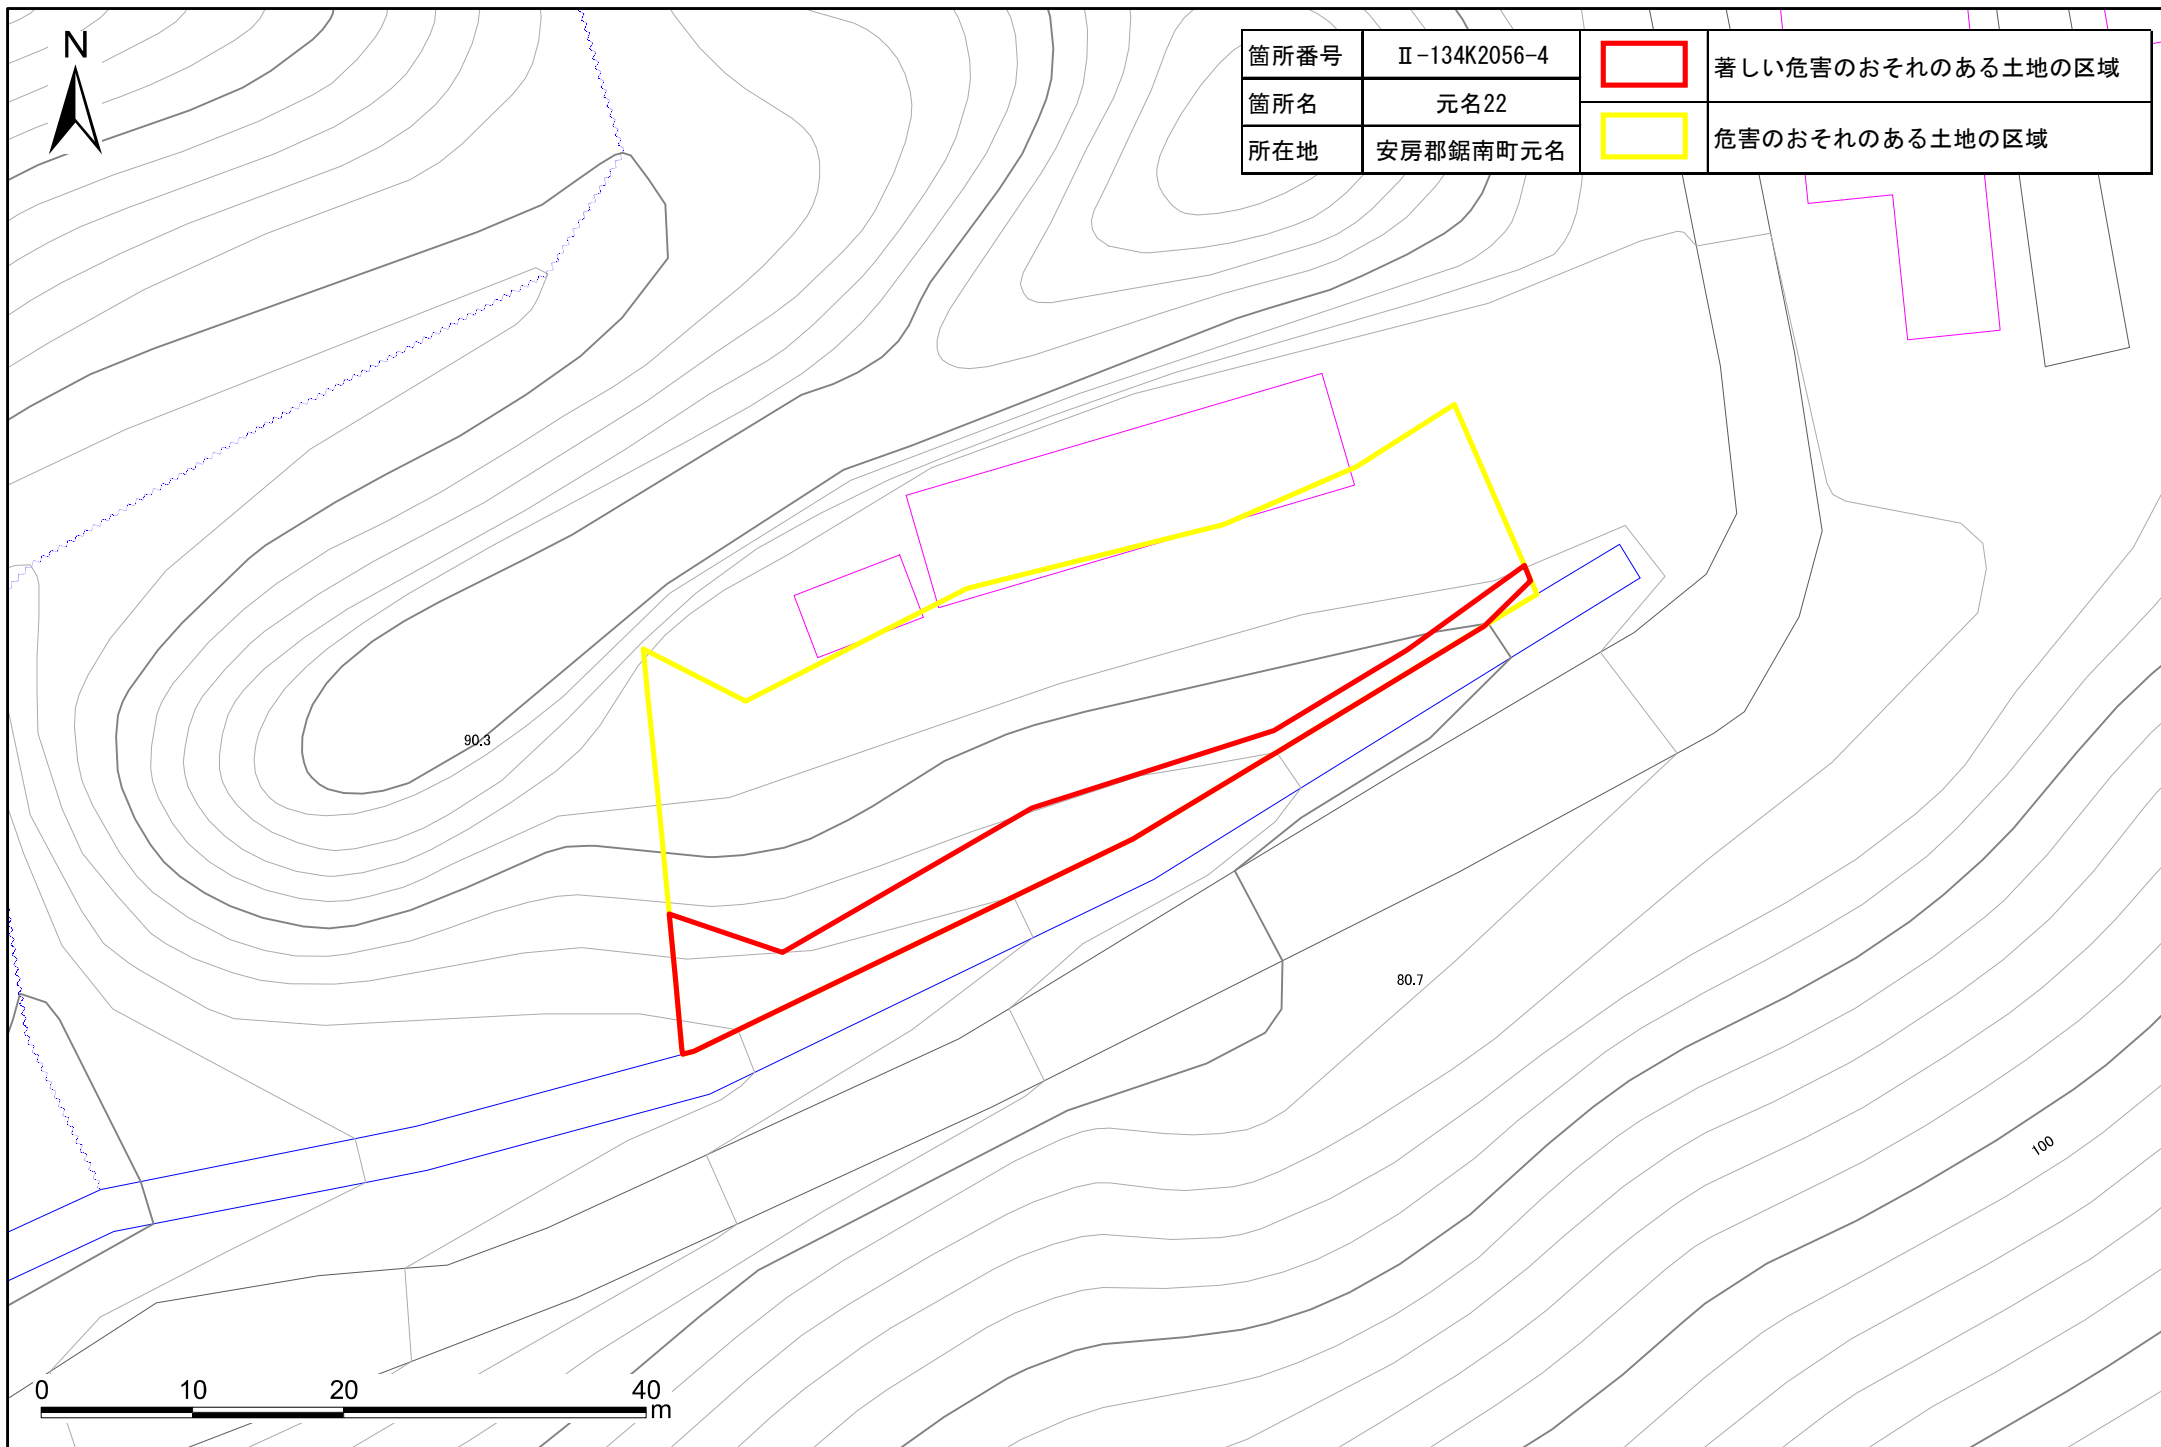 N
箇所番号 Ⅱ-134K2056-4
著しい危害のおそれのある土地の区域
箇所名 元名22
危害のおそれのある土地の区域
所在地 安房郡鋸南町元名
90.3
80.7
100
0 10 20 40
m